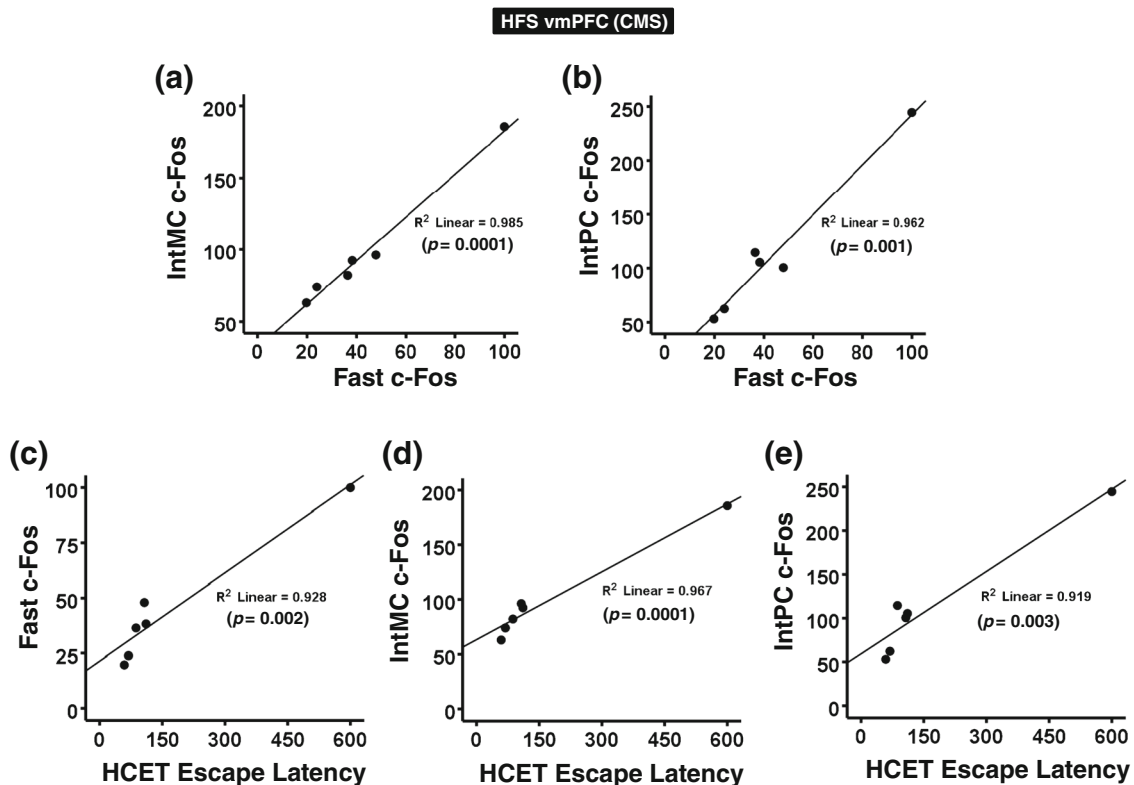 HFS vmPFC (CMS)
(a)
IntMC c-Fos
200
150
100
50
0 20 40 60 80 100
Fast c-Fos
R² Linear = 0.985
(p = 0.0001)
(b)
IntPC c-Fos
250
200
150
100
50
0 20 40 60 80 100
Fast c-Fos
R² Linear = 0.962
(p = 0.001)
(c)
Fast c-Fos
100
75
50
25
0
0 150 300 450 600
HCET Escape Latency
R² Linear = 0.928
(p = 0.002)
(d)
IntMC c-Fos
200
150
100
50
0
0 150 300 450 600
HCET Escape Latency
R² Linear = 0.967
(p = 0.0001)
(e)
IntPC c-Fos
250
200
150
100
50
0
0 150 300 450 600
HCET Escape Latency
R² Linear = 0.919
(p = 0.003)